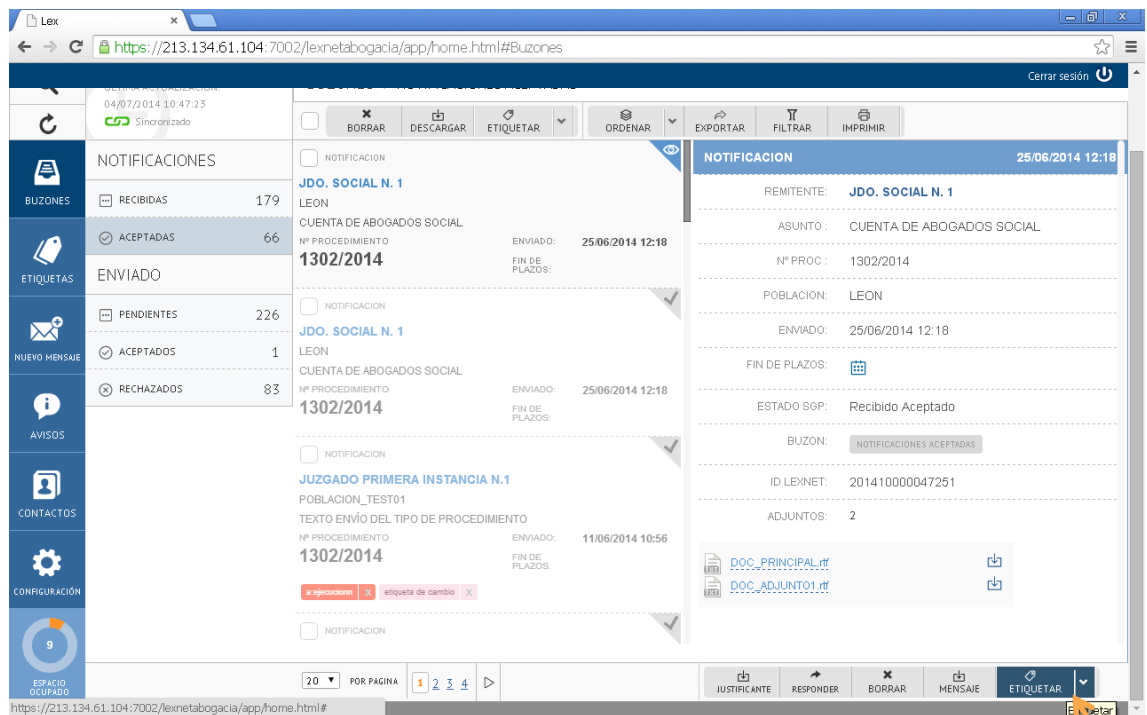 Lex
https://213.134.61.104:7002/lexnetabogacia/app/home.html#Buzones
Cerrar sesión
04/07/2014 10:47:23
Sincronizado
BORRAR
DESCARGAR
ETIQUETAR
ORDENAR
EXPORTAR
FILTRAR
IMPRIMIR
BUZONES
ETIQUETAS
NUEVO MENSAJE
AVISOS
CONTACTOS
CONFIGURACIÓN
9
ESPACIO
OCUPADO
NOTIFICACIONES
RECIBIDAS 179
ACEPTADAS 66
ENVIADO
PENDIENTES 226
ACEPTADOS 1
RECHAZADOS 83
NOTIFICACION
JDO. SOCIAL N. 1
LEON
CUENTA DE ABOGADOS SOCIAL
Nº PROCEDIMIENTO ENVIADO: 25/06/2014 12:18
1302/2014 FIN DE
PLAZOS:
NOTIFICACION
JDO. SOCIAL N. 1
LEON
CUENTA DE ABOGADOS SOCIAL
Nº PROCEDIMIENTO ENVIADO: 25/06/2014 12:18
1302/2014 FIN DE
PLAZOS:
NOTIFICACION
JUZGADO PRIMERA INSTANCIA N.1
POBLACION_TEST01
TEXTO ENVÍO DEL TIPO DE PROCEDIMIENTO
Nº PROCEDIMIENTO ENVIADO: 11/06/2014 10:56
1302/2014 FIN DE
PLAZOS:
a:ejecucionn X etiqueta de cambio X
NOTIFICACION
20 POR PAGINA 1 2 3 4
NOTIFICACION 25/06/2014 12:18
REMITENTE: JDO. SOCIAL N. 1
ASUNTO : CUENTA DE ABOGADOS SOCIAL
Nº PROC : 1302/2014
POBLACION: LEON
ENVIADO: 25/06/2014 12:18
FIN DE PLAZOS:
ESTADO SGP: Recibido Aceptado
BUZON: NOTIFICACIONES ACEPTADAS
ID LEXNET: 201410000047251
ADJUNTOS: 2
DOC_PRINCIPAL.rtf
DOC_ADJUNTO1.rtf
JUSTIFICANTE
RESPONDER
BORRAR
MENSAJE
ETIQUETAR
https://213.134.61.104:7002/lexnetabogacia/app/home.html#